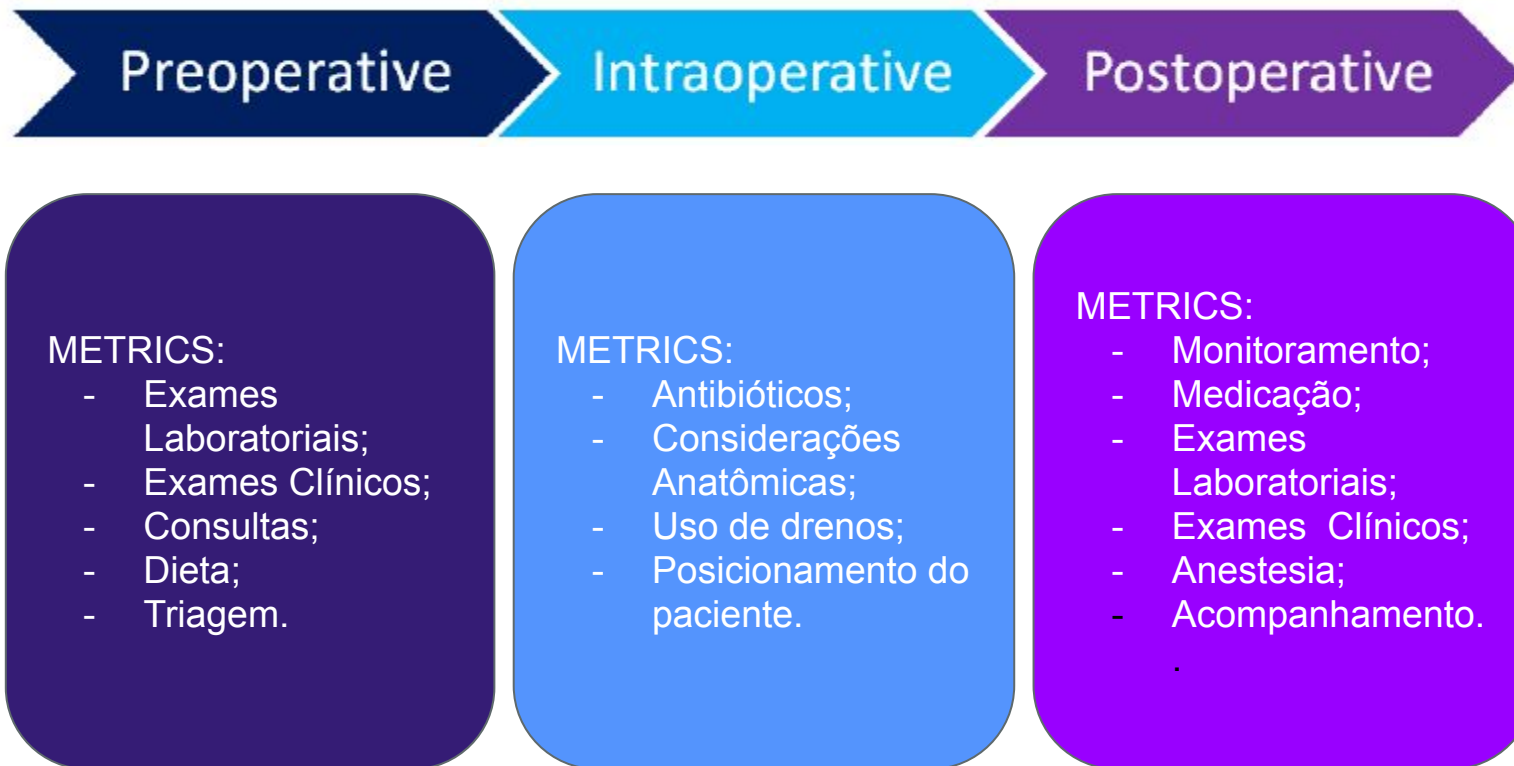 Preoperative
Intraoperative
Postoperative
METRICS:
- Exames
Laboratoriais;
- Exames Clínicos;
- Consultas;
- Dieta;
- Triagem.
METRICS:
- Antibióticos;
- Considerações
Anatômicas;
- Uso de drenos;
- Posicionamento do
paciente.
METRICS:
- Monitoramento;
- Medicação;
- Exames
Laboratoriais;
- Exames  Clínicos;
- Anestesia;
- Acompanhamento.
.